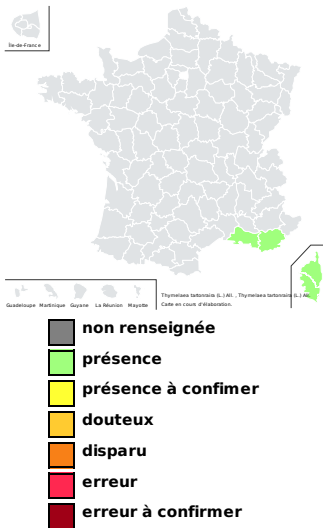 Île-de-France
Guadeloupe Martinique Guyane La Réunion Mayotte
Thymelaea tartonraira (L.) All. , Thymelaea tartonraira (L.) All.
Carte en cours d'élaboration.
non renseignée
présence
présence à confimer
douteux
disparu
erreur
erreur à confirmer